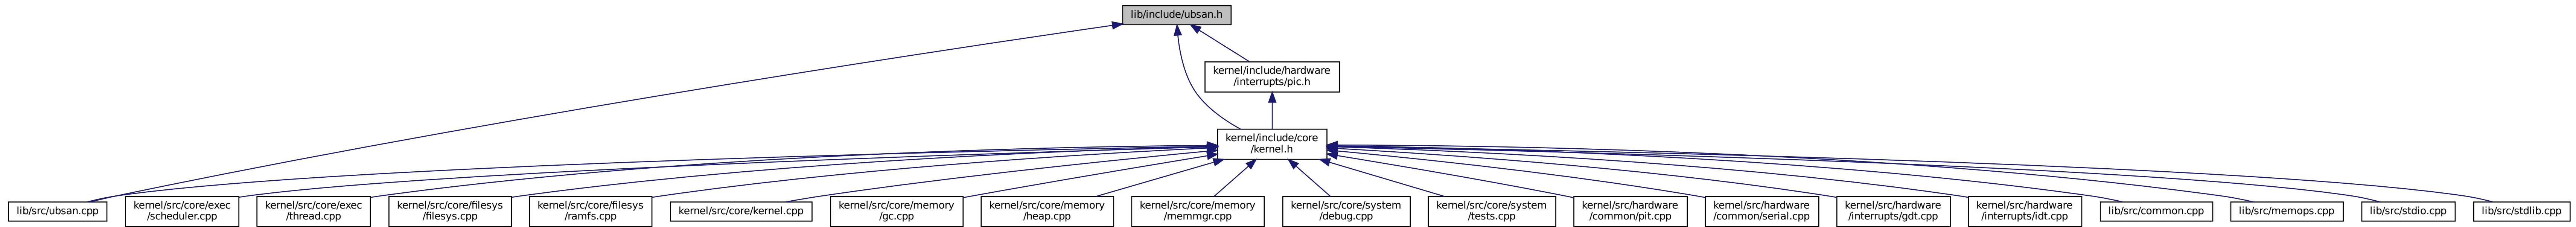 lib/include/ubsan.h
kernel/include/hardware
/interrupts/pic.h
kernel/include/core
/kernel.h
lib/src/ubsan.cpp
kernel/src/core/exec
/scheduler.cpp
kernel/src/core/exec
/thread.cpp
kernel/src/core/filesys
/filesys.cpp
kernel/src/core/filesys
/ramfs.cpp
kernel/src/core/kernel.cpp
kernel/src/core/memory
/gc.cpp
kernel/src/core/memory
/heap.cpp
kernel/src/core/memory
/memmgr.cpp
kernel/src/core/system
/debug.cpp
kernel/src/core/system
/tests.cpp
kernel/src/hardware
/common/pit.cpp
kernel/src/hardware
/common/serial.cpp
kernel/src/hardware
/interrupts/gdt.cpp
kernel/src/hardware
/interrupts/idt.cpp
lib/src/common.cpp
lib/src/memops.cpp
lib/src/stdio.cpp
lib/src/stdlib.cpp